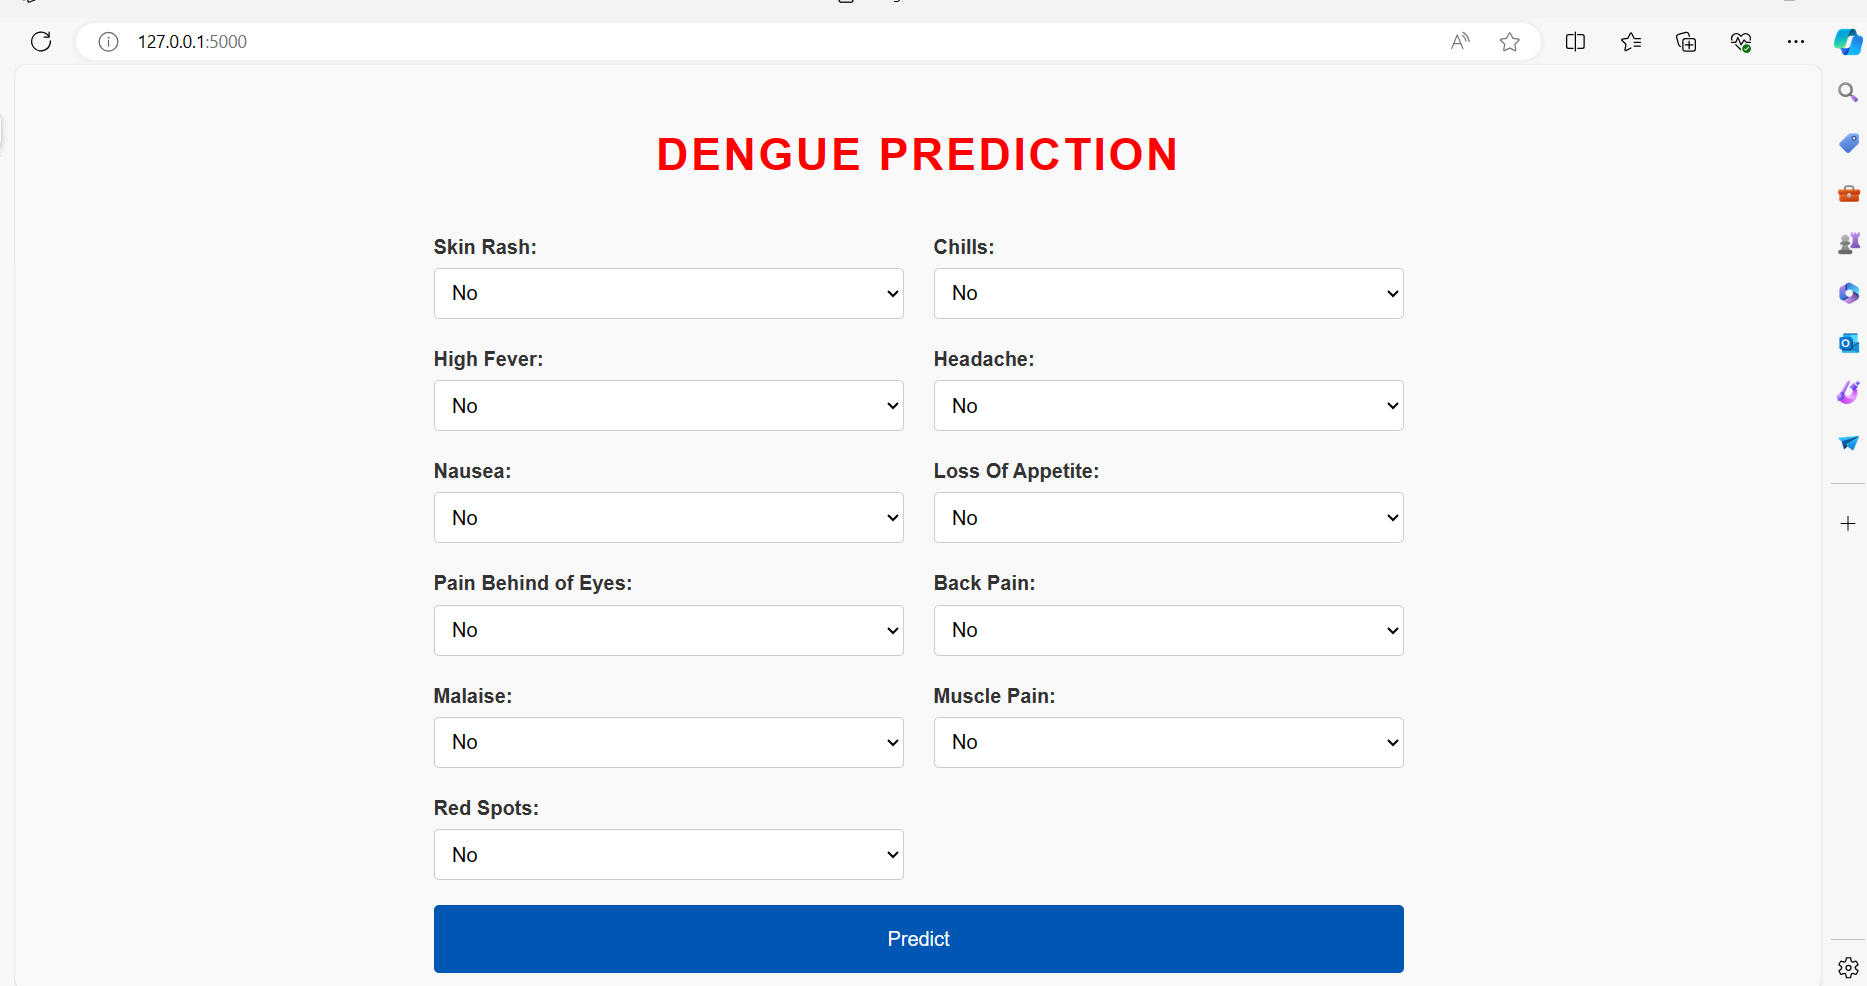 127.0.0.1:5000
DENGUE PREDICTION
Skin Rash: Chills:
No No
High Fever: Headache:
No No
Nausea: Loss Of Appetite:
No No
Pain Behind of Eyes: Back Pain:
No No
Malaise: Muscle Pain:
No No
Red Spots:
No
Predict